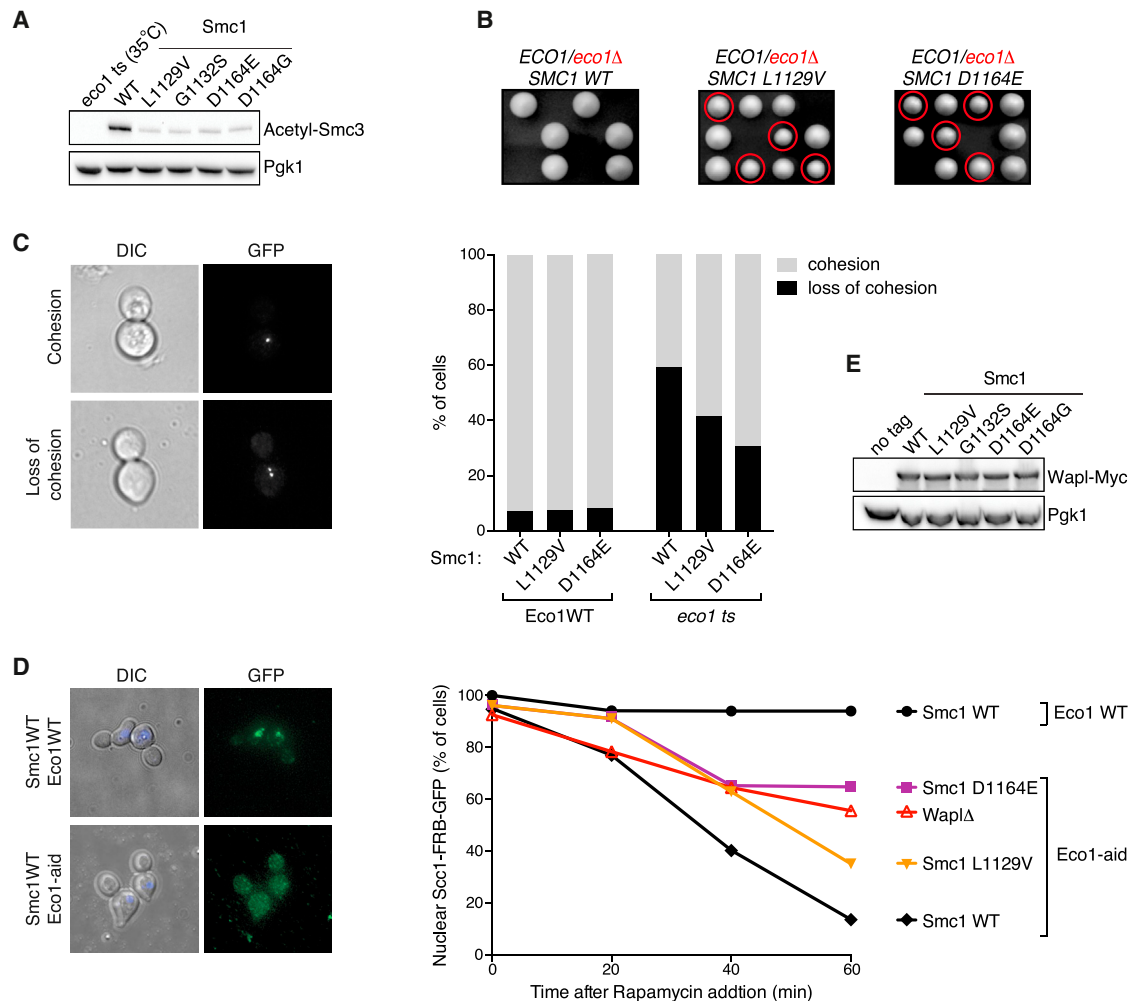 A
Smc1
eco1 ts (35°C)
WT
L1129V
G1132S
D1164E
D1164G
Acetyl-Smc3
Pgk1
B
ECO1/eco1Δ
SMC1 WT
ECO1/eco1Δ
SMC1 L1129V
ECO1/eco1Δ
SMC1 D1164E
C
DIC
GFP
Cohesion
Loss of
cohesion
% of cells
100
80
60
40
20
0
cohesion
loss of cohesion
Smc1:
WT
L1129V
D1164E
WT
L1129V
D1164E
Eco1WT
eco1 ts
E
Smc1
no tag
WT
L1129V
G1132S
D1164E
D1164G
Wapl-Myc
Pgk1
D
DIC
GFP
Smc1WT
Eco1WT
Smc1WT
Eco1-aid
Nuclear Scc1-FRB-GFP (% of cells)
100
80
60
40
20
0
0
20
40
60
Time after Rapamycin addtion (min)
Smc1 WT
Eco1 WT
Smc1 D1164E
WaplΔ
Smc1 L1129V
Smc1 WT
Eco1-aid